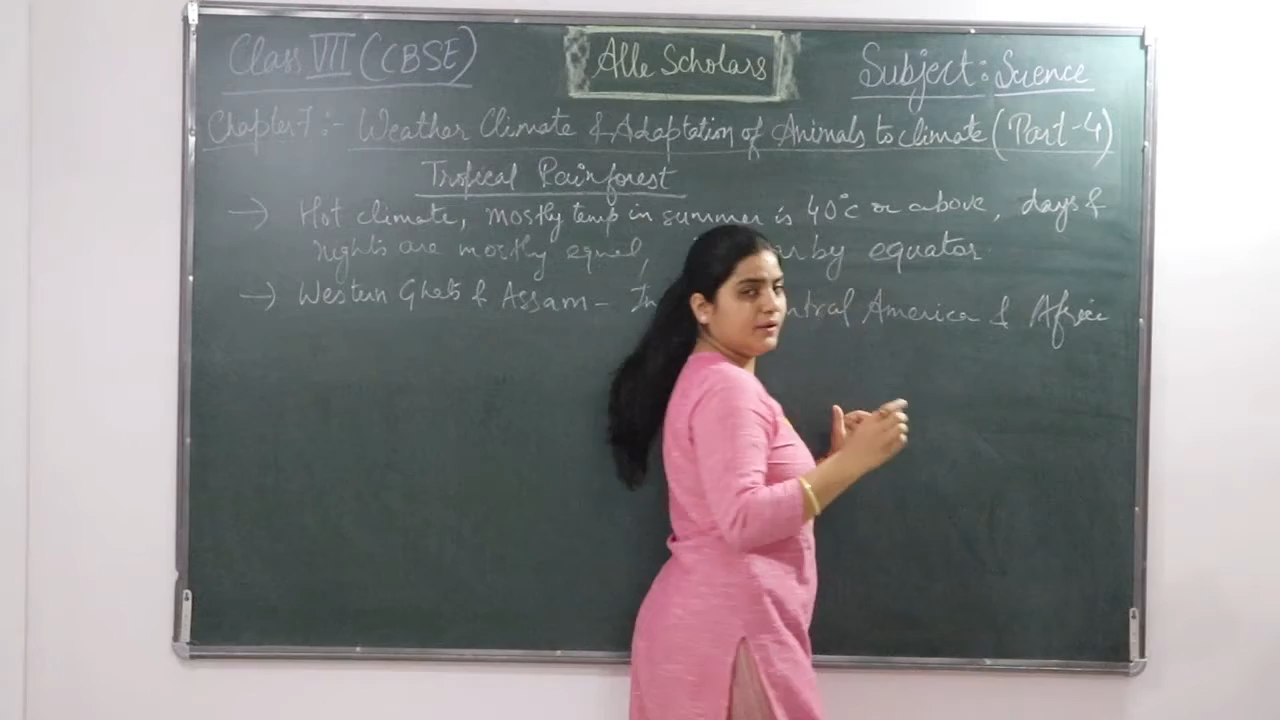 Class VII (CBSE)
Alle Scholars
Subject: Science
Chapter-7:- Weather Climate & Adaptation of Animals to climate (Part-4)
Tropical Rainforest
→ Hot climate, mostly temp in summer is 40°C or above, days &
nights are mostly equal, by equator
→ Western Ghats & Assam - America & Africa